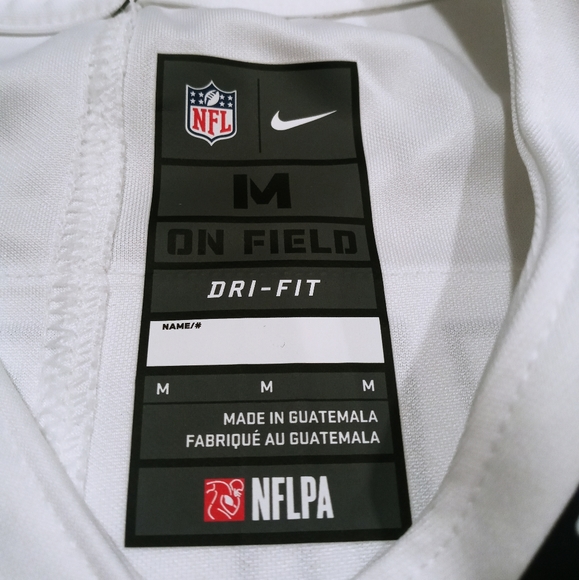 NFL
M
ON FIELD
DRI-FIT
NAME/#
M M M
MADE IN GUATEMALA
FABRIQUÉ AU GUATEMALA
NFLPA